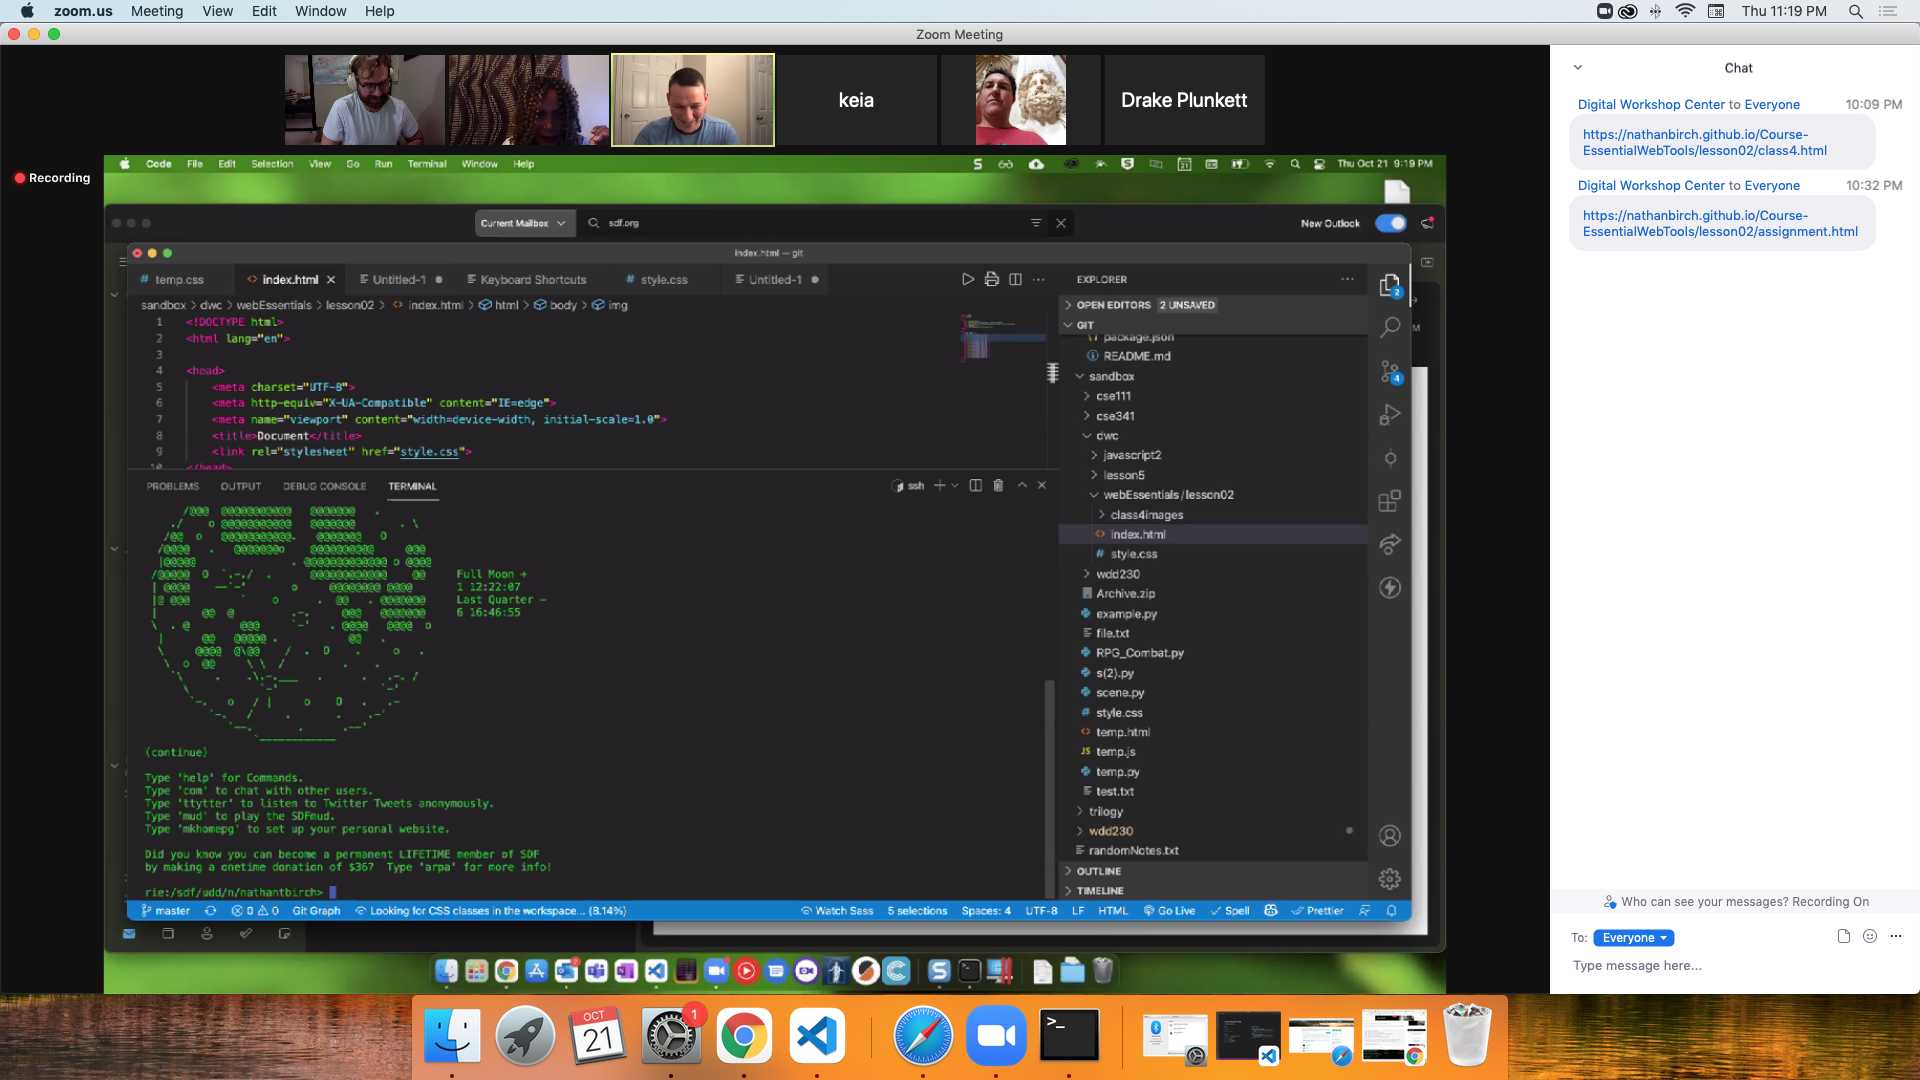 zoom.us Meeting View Edit Window Help
Thu 11:19 PM
Zoom Meeting
keia
Drake Plunkett
Recording
Code File Edit Selection View Go Run Terminal Window Help
Thu Oct 21 9:19 PM
Current Mailbox
sdf.org
New Outlook
index.html — git
# temp.css
<> index.html
Untitled-1
Keyboard Shortcuts
# style.css
Untitled-1
sandbox > dwc > webEssentials > lesson02 > <> index.html > html > body > img
1 <!DOCTYPE html>
2 <html lang="en">
3
4 <head>
5 <meta charset="UTF-8">
6 <meta http-equiv="X-UA-Compatible" content="IE=edge">
7 <meta name="viewport" content="width=device-width, initial-scale=1.0">
8 <title>Document</title>
9 <link rel="stylesheet" href="style.css">
10 </head>
PROBLEMS OUTPUT DEBUG CONSOLE TERMINAL
ssh
Full Moon +
1 12:22:07
Last Quarter -
6 16:46:55
(continue)
Type 'help' for Commands.
Type 'com' to chat with other users.
Type 'ttytter' to listen to Twitter Tweets anonymously.
Type 'mud' to play the SDFmud.
Type 'mkhomepg' to set up your personal website.
Did you know you can become a permanent LIFETIME member of SDF
by making a onetime donation of $36? Type 'arpa' for more info!
rie:/sdf/udd/n/nathantbirch>
EXPLORER
OPEN EDITORS 2 UNSAVED
GIT
package.json
README.md
sandbox
cse111
cse341
dwc
javascript2
lesson5
webEssentials/lesson02
class4images
<> index.html
# style.css
wdd230
Archive.zip
example.py
file.txt
RPG_Combat.py
s(2).py
scene.py
# style.css
<> temp.html
JS temp.js
temp.py
test.txt
trilogy
wdd230
randomNotes.txt
OUTLINE
TIMELINE
2
4
master 0 0 Git Graph Looking for CSS classes in the workspace... (8.14%)
Watch Sass 5 selections Spaces: 4 UTF-8 LF HTML Go Live Spell Prettier
Chat
Digital Workshop Center to Everyone 10:09 PM
https://nathanbirch.github.io/Course-
EssentialWebTools/lesson02/class4.html
Digital Workshop Center to Everyone 10:32 PM
https://nathanbirch.github.io/Course-
EssentialWebTools/lesson02/assignment.html
Who can see your messages? Recording On
To: Everyone
Type message here...
OCT
21
1